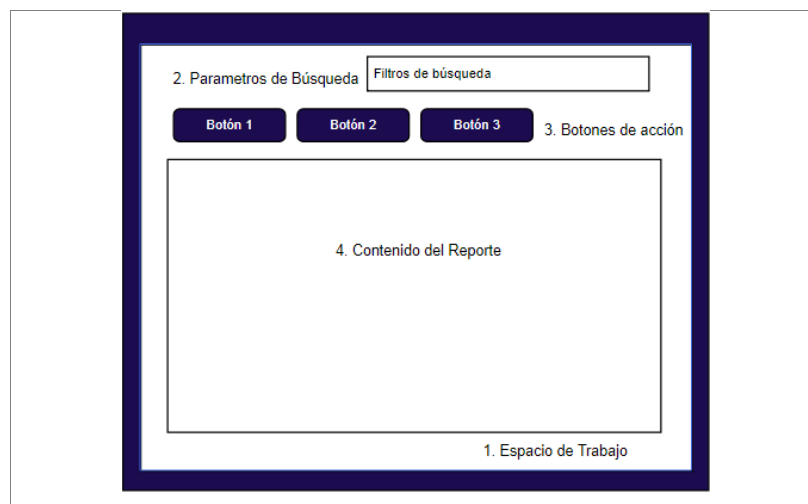 2. Parametros de Búsqueda
Filtros de búsqueda
Botón 1
Botón 2
Botón 3
3. Botones de acción
4. Contenido del Reporte
1. Espacio de Trabajo